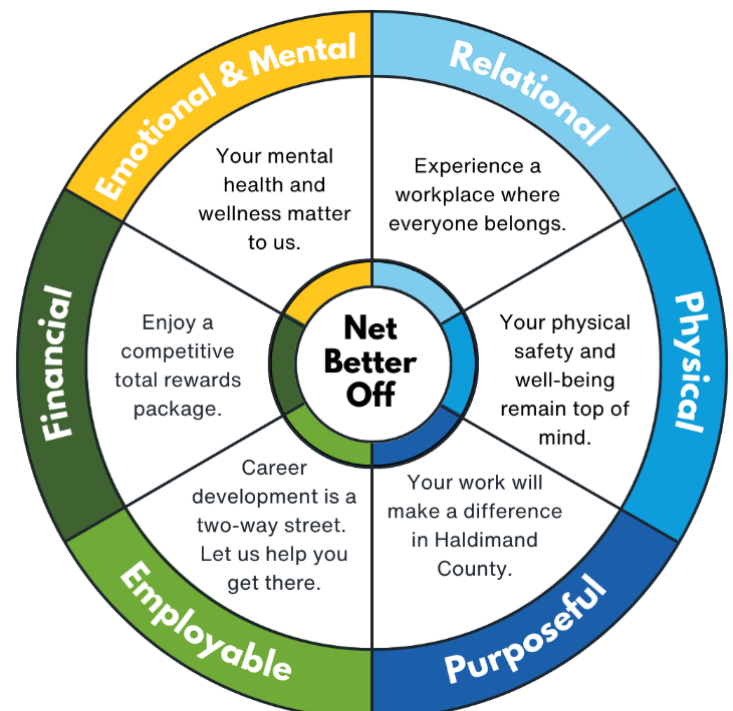 Emotional & Mental
Your mental
health and
wellness matter
to us.
Relational
Experience a
workplace where
everyone belongs.
Physical
Your physical
safety and
well-being
remain top of
mind.
Purposeful
Your work will
make a difference
in Haldimand
County.
Employable
Career
development is a
two-way street.
Let us help you
get there.
Financial
Enjoy a
competitive
total rewards
package.
Net
Better
Off